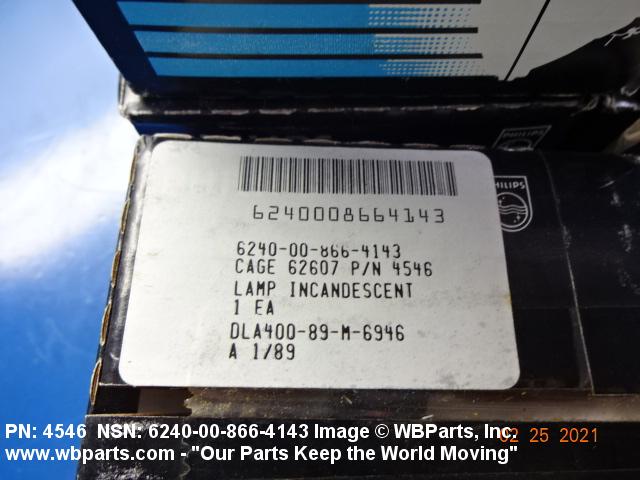 PHILIPS
PHILIPS
6240008664143
6240-00-866-4143
CAGE 62607 P/N 4546
LAMP INCANDESCENT
1 EA
DLA400-89-M-6946
A 1/89
PN: 4546 NSN: 6240-00-866-4143 Image © WBParts, Inc.
02 25 2021
www.wbparts.com - "Our Parts Keep the World Moving"